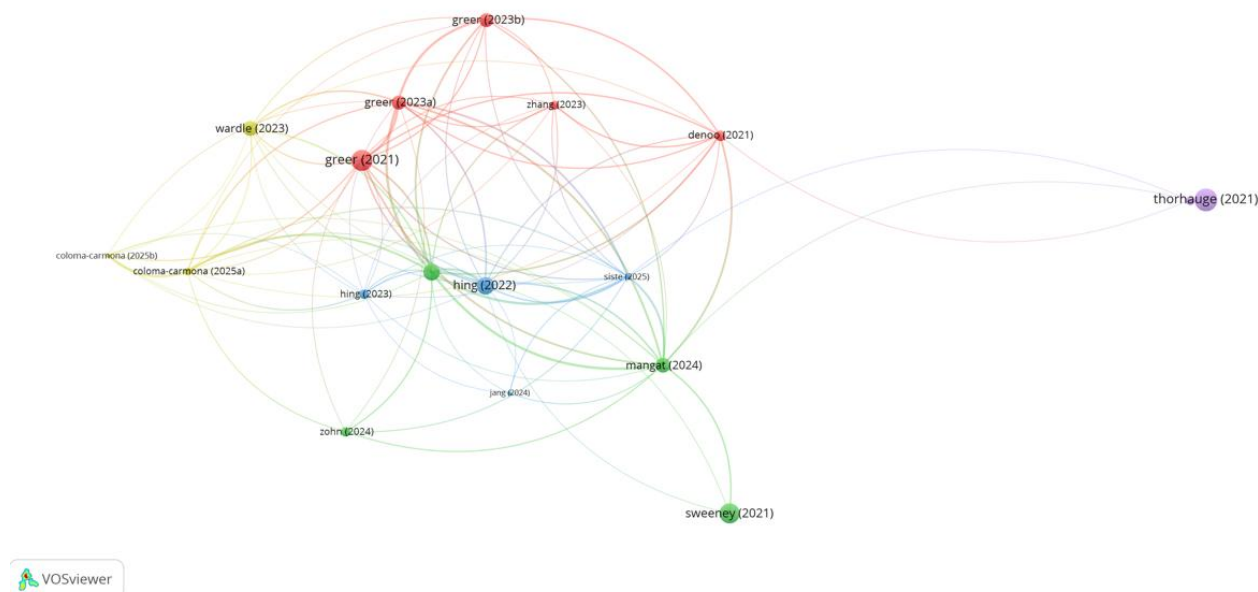 greer (2023b)
greer (2023a)
zhang (2023)
wardle (2023)
denoo (2021)
greer (2021)
thorhauge (2021)
coloma-carmona (2025b)
coloma-carmona (2025a)
siste (2025)
hing (2022)
hing (2023)
mangat (2024)
jang (2024)
zohn (2024)
sweeney (2021)
VOSviewer